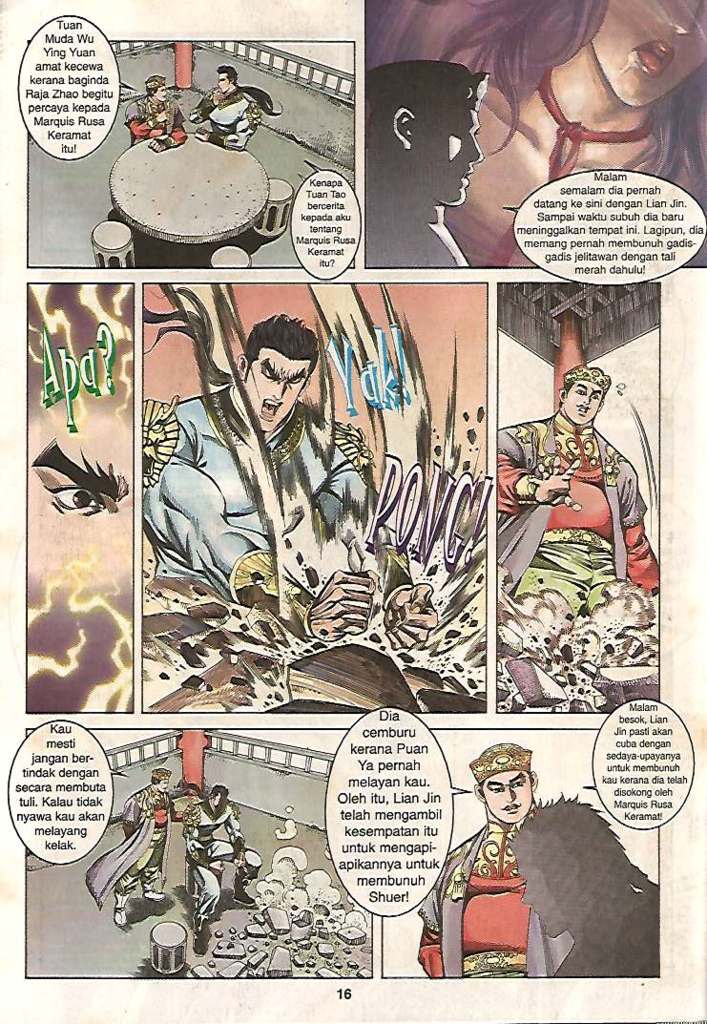 Tuan
Muda Wu
Ying Yuan
amat kecewa
kerana baginda
Raja Zhao begitu
percaya kepada
Marquis Rusa
Keramat
itu!
Kenapa
Tuan Tao
bercerita
kepada aku
tentang
Marquis Rusa
Keramat
itu?
Malam
semalam dia pernah
datang ke sini dengan Lian Jin.
Sampai waktu subuh dia baru
meninggalkan tempat ini. Lagipun, dia
memang pernah membunuh gadis-
gadis jelitawan dengan tali
merah dahulu!
Apa?
Yak!
PONG!
Kau
mesti
jangan ber-
tindak dengan
secara membuta
tuli. Kalau tidak
nyawa kau akan
melayang
kelak.
Dia
cemburu
kerana Puan
Ya pernah
melayan kau.
Oleh itu, Lian Jin
telah mengambil
kesempatan itu
untuk mengapi-
apikannya untuk
membunuh
Shuer!
Malam
besok, Lian
Jin pasti akan
cuba dengan
sedaya-upayanya
untuk membunuh
kau kerana dia telah
disokong oleh
Marquis Rusa
Keramat!
16